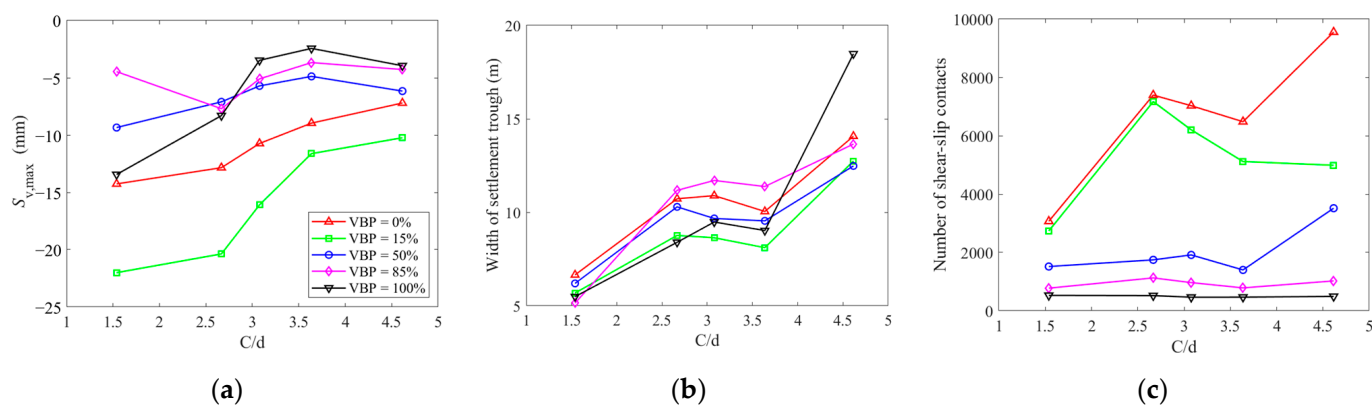 0
−5
−10
−15
−20
−25
S_v,max (mm)
VBP = 0%
VBP = 15%
VBP = 50%
VBP = 85%
VBP = 100%
1 1.5 2 2.5 3 3.5 4 4.5 5
C/d
(a)
20
15
10
5
Width of settlement trough (m)
1 1.5 2 2.5 3 3.5 4 4.5 5
C/d
(b)
10000
8000
6000
4000
2000
0
Number of shear-slip contacts
1 1.5 2 2.5 3 3.5 4 4.5 5
C/d
(c)